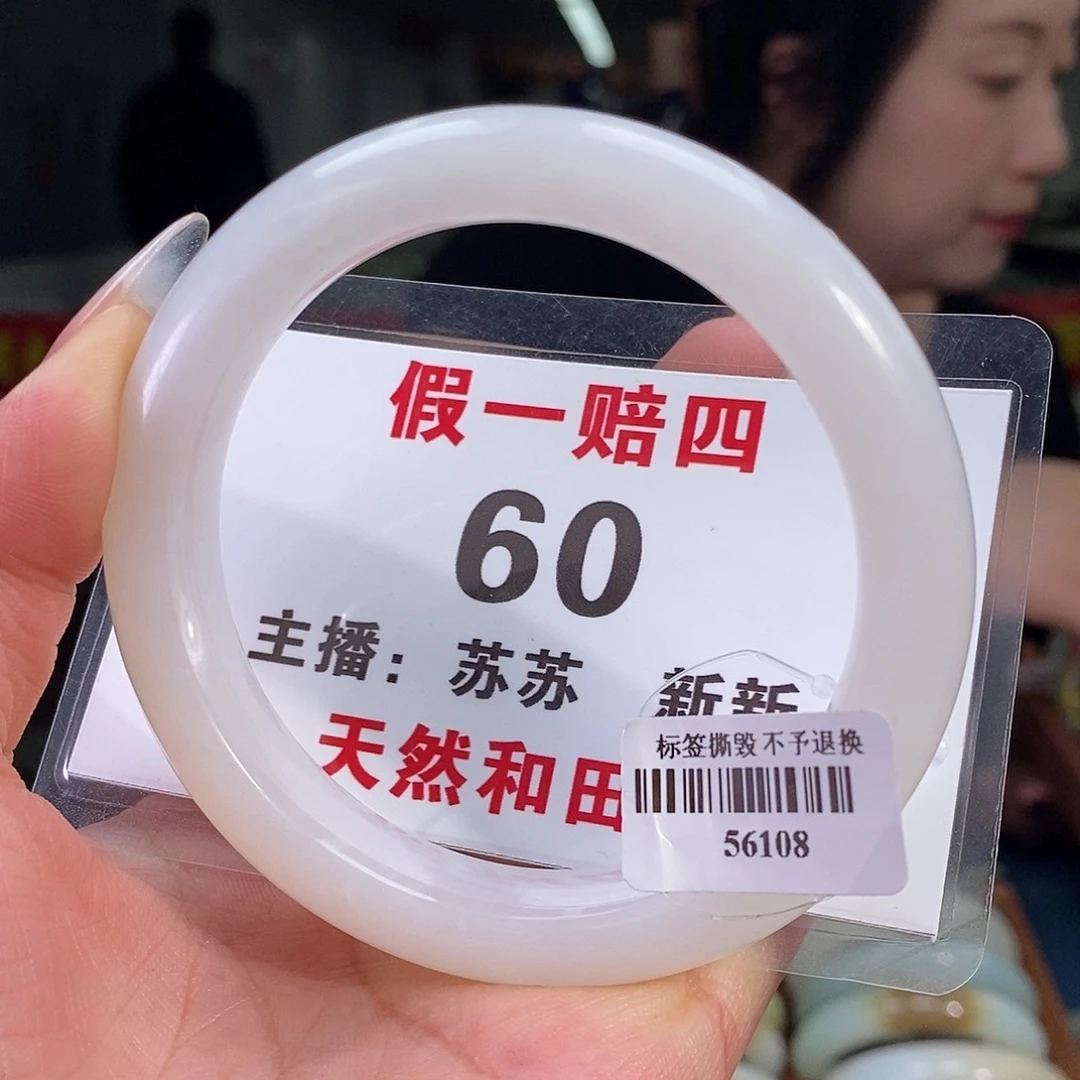 假一赔四
60
主播：苏苏 新新
天然和田
标签撕毁不予退换
56108